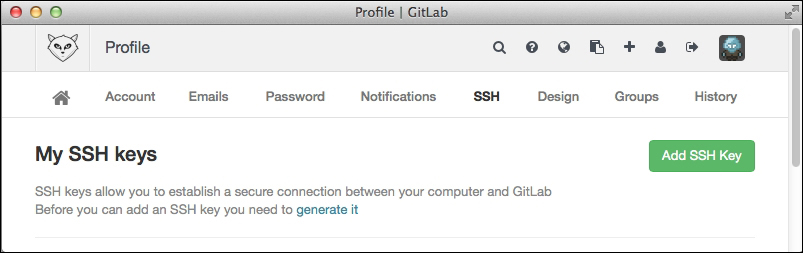 Profile | GitLab
Profile
Account Emails Password Notifications SSH Design Groups History
My SSH keys
Add SSH Key
SSH keys allow you to establish a secure connection between your computer and GitLab
Before you can add an SSH key you need to generate it